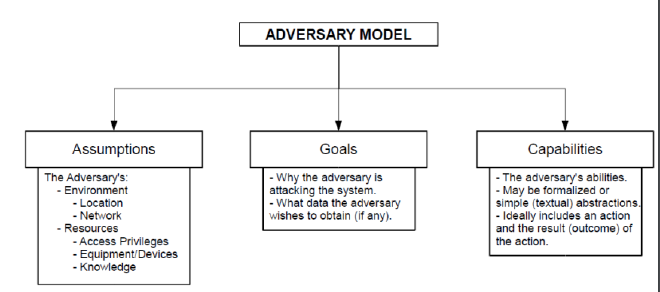 ADVERSARY MODEL
Assumptions
The Adversary's:
- Environment
- Location
- Network
- Resources
- Access Privileges
- Equipment/Devices
- Knowledge
Goals
- Why the adversary is
attacking the system.
- What data the adversary
wishes to obtain (if any).
Capabilities
- The adversary's abilities.
- May be formalized or
simple (textual) abstractions.
- Ideally includes an action
and the result (outcome) of
the action.